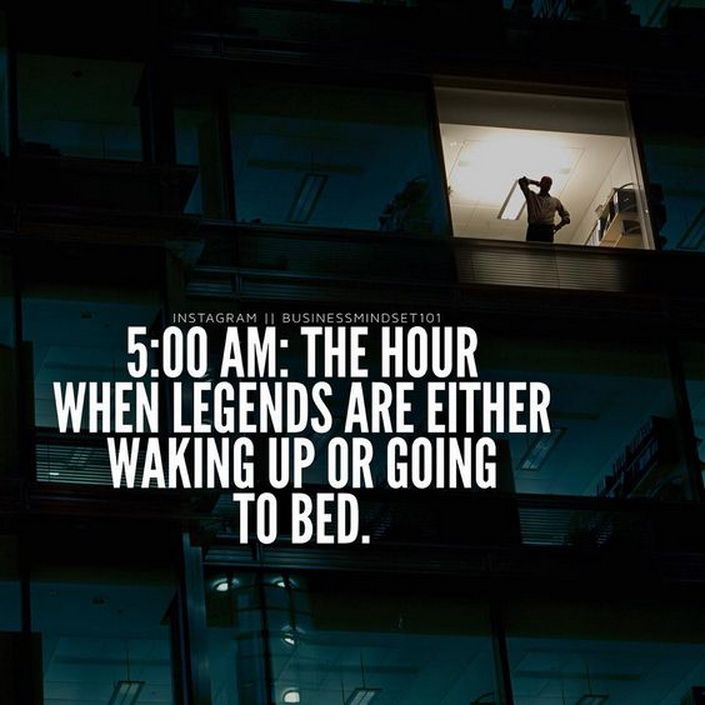 INSTAGRAM || BUSINESSMINDSET101
5:00 AM: THE HOUR
WHEN LEGENDS ARE EITHER
WAKING UP OR GOING
TO BED.